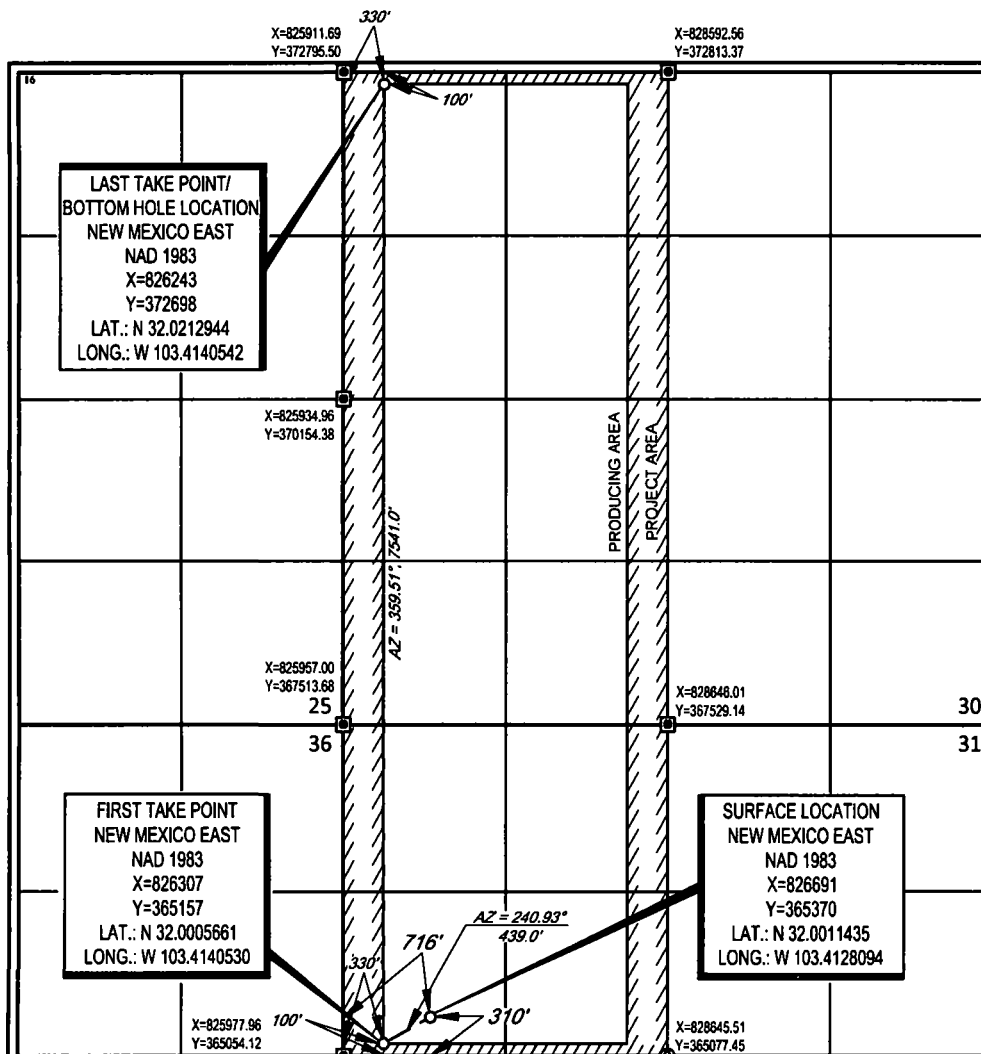 330'
X=825911.69
Y=372795.50
X=828592.56
Y=372813.37
16
100'
LAST TAKE POINT/
BOTTOM HOLE LOCATION
NEW MEXICO EAST
NAD 1983
X=826243
Y=372698
LAT.: N 32.0212944
LONG.: W 103.4140542
X=825934.96
Y=370154.38
PRODUCING AREA
PROJECT AREA
AZ = 359.51°, 7541.0'
X=825957.00
Y=367513.68
25
36
X=828648.01
Y=367529.14
30
31
FIRST TAKE POINT
NEW MEXICO EAST
NAD 1983
X=826307
Y=365157
LAT.: N 32.0005661
LONG.: W 103.4140530
SURFACE LOCATION
NEW MEXICO EAST
NAD 1983
X=826691
Y=365370
LAT.: N 32.0011435
LONG.: W 103.4128094
AZ = 240.93°
439.0'
716'
330'
310'
100'
X=825977.96
Y=365054.12
X=828645.51
Y=365077.45